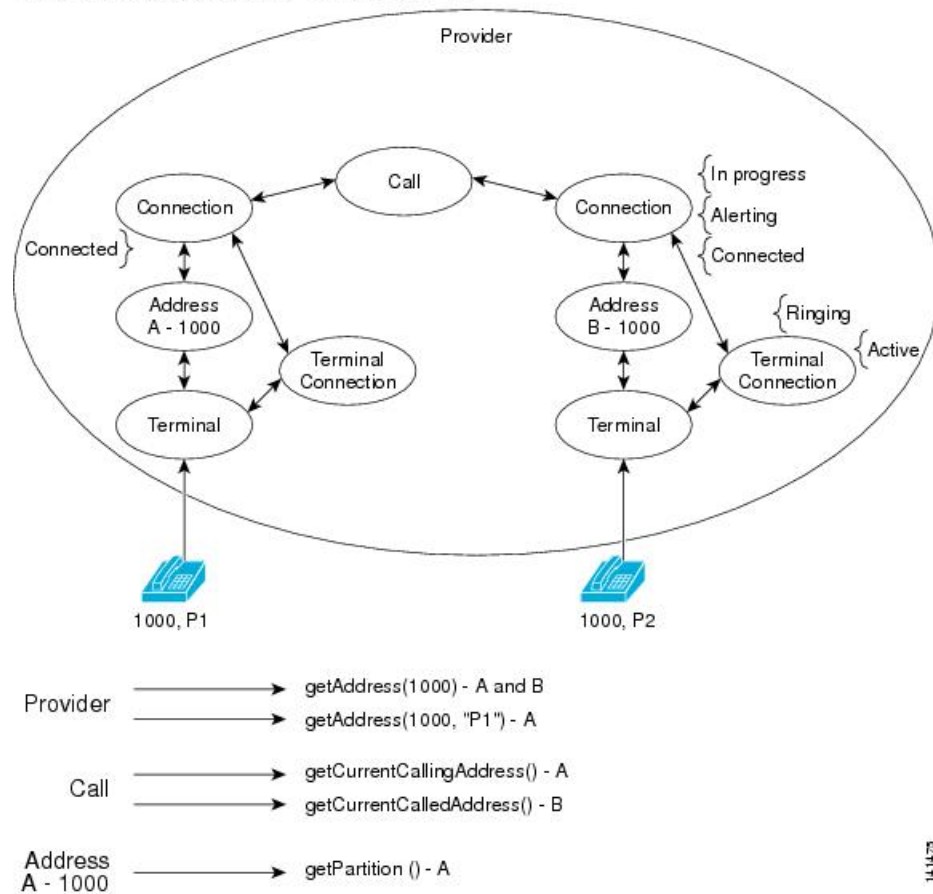 Provider
Call
Connection
Connection
{In progress
{Alerting
{Connected
Connected}
Address
A - 1000
Address
B - 1000
{Ringing
{Active
Terminal
Connection
Terminal
Connection
Terminal
Terminal
1000, P1
1000, P2
Provider
getAddress(1000) - A and B
getAddress(1000, "P1") - A
Call
getCurrentCallingAddress() - A
getCurrentCalledAddress() - B
Address
A - 1000
getPartition () - A